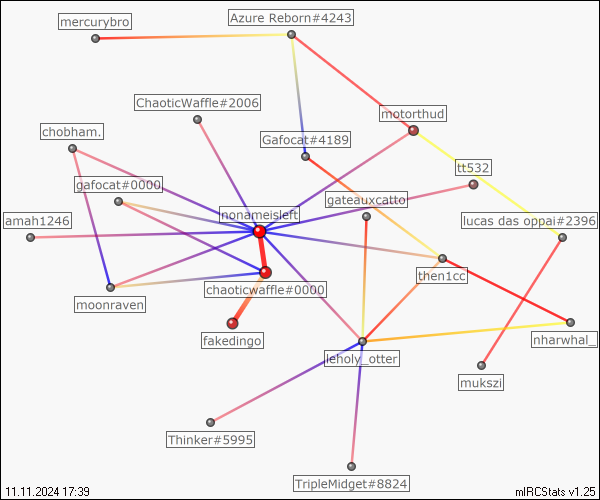 Azure Reborn#4243
mercurybro
ChaoticWaffle#2006
motorthud
chobham.
Gafocat#4189
tt532
gafocat#0000
gateauxcatto
amah1246
nonameisleft
lucas das oppai#2396
then1cc
chaoticwaffle#0000
moonraven
fakedingo
nharwhal_
leholy_otter
mukszi
Thinker#5995
TripleMidget#8824
11.11.2024 17:39
mIRCStats v1.25